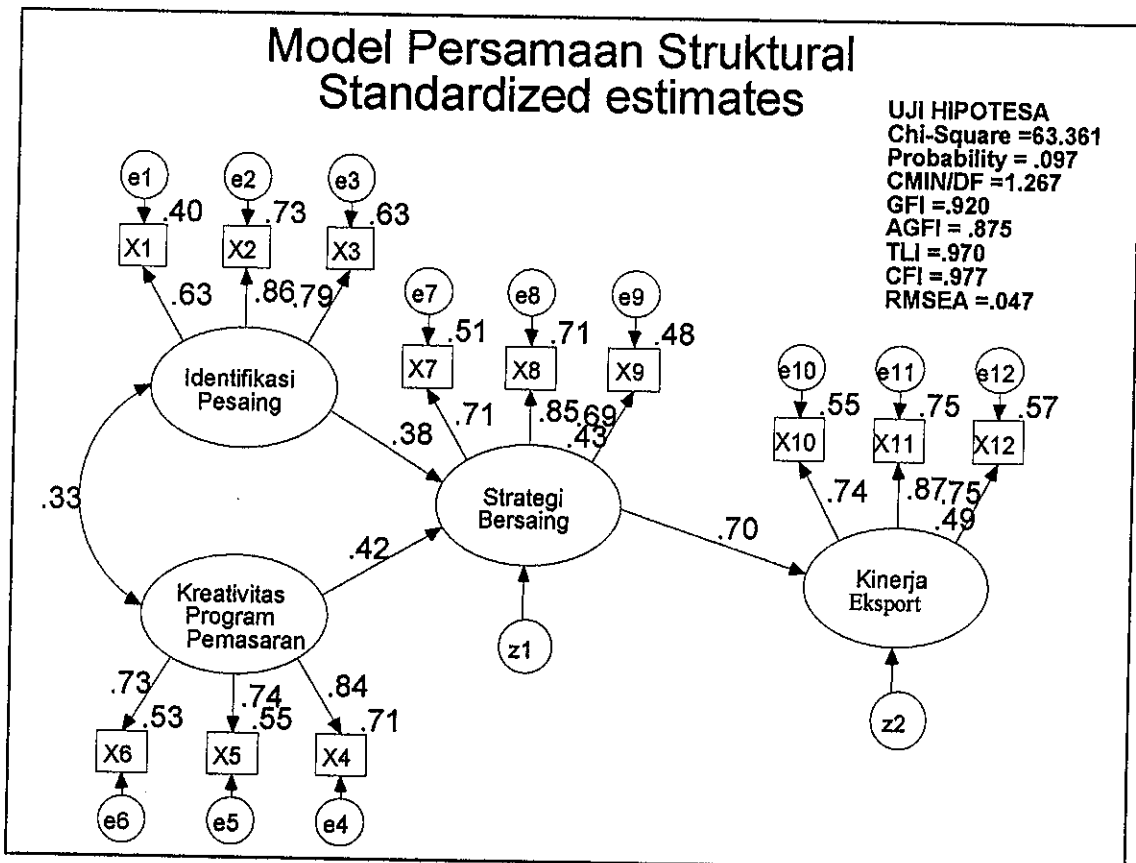 Model Persamaan Struktural
Standardized estimates
UJI HIPOTESA
Chi-Square =63.361
Probability = .097
CMIN/DF =1.267
GFI =.920
AGFI = .875
TLI =.970
CFI =.977
RMSEA =.047
e1 e2 e3
.40 .73 .63
X1 X2 X3
.63 .86 .79
Identifikasi
Pesaing
e7 e8 e9
.51 .71 .48
X7 X8 X9
.71 .85 .69
.43
.38
Strategi
Bersaing
e10 e11 e12
.55 .75 .57
X10 X11 X12
.74 .87 .75
.49
.33
.42
.70
Kinerja
Eksport
Kreativitas
Program
Pemasaran
z1
z2
.73 .74 .84
.53 .55 .71
X6 X5 X4
e6 e5 e4